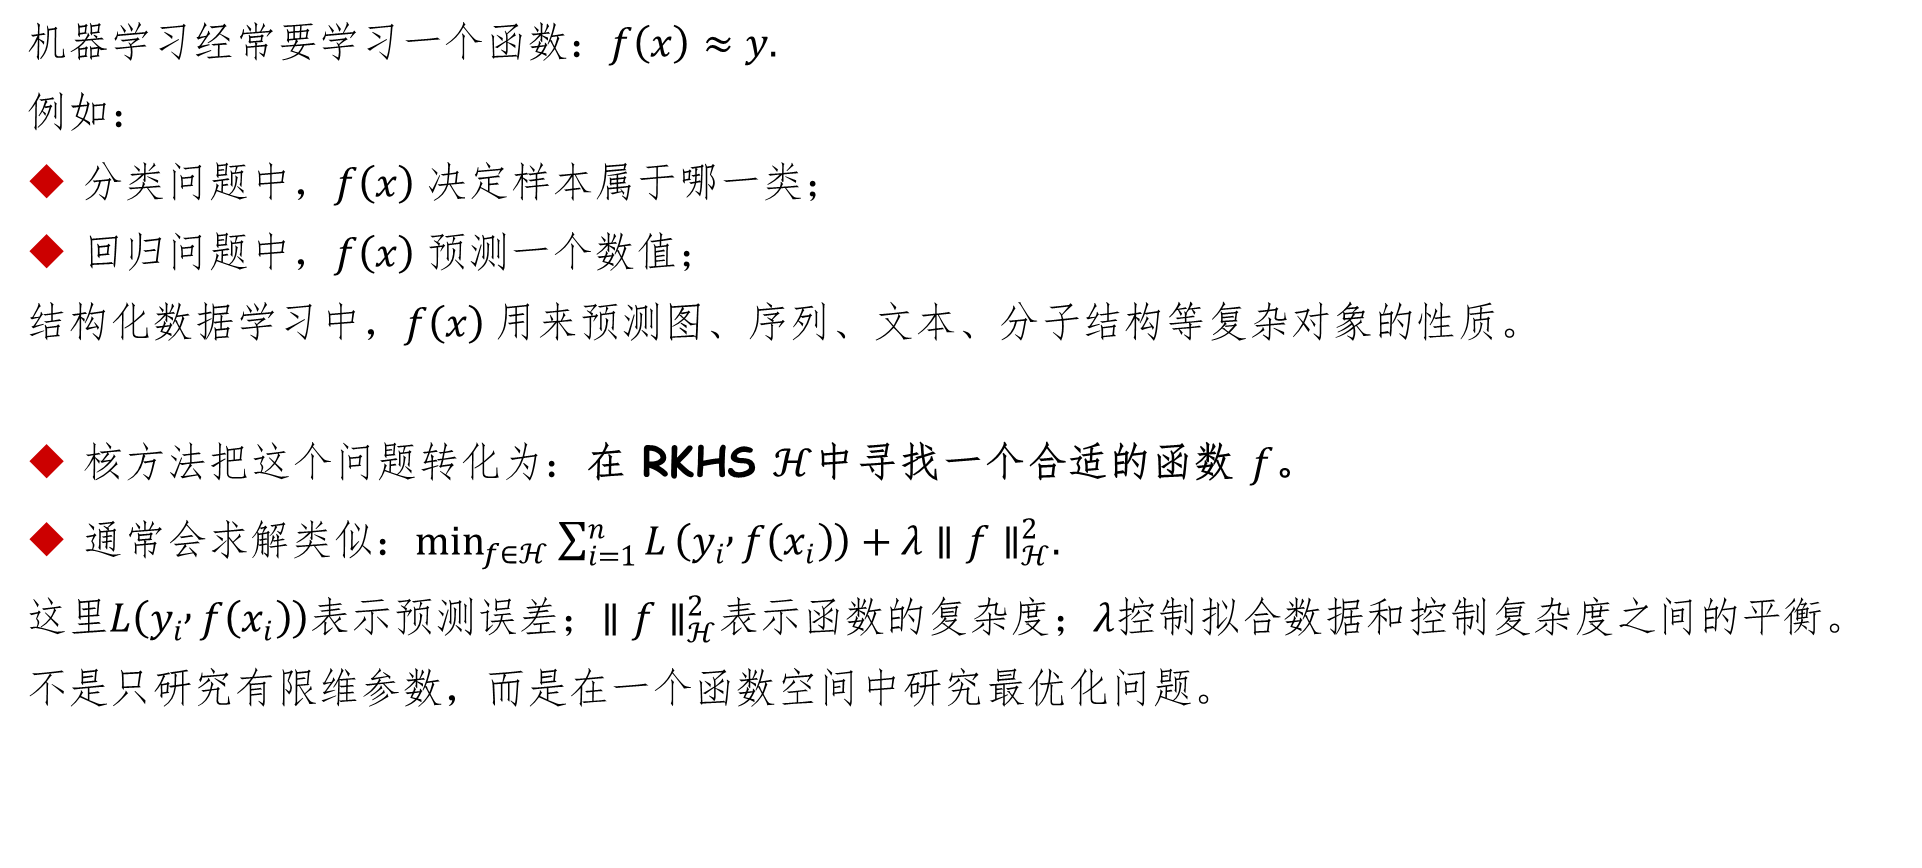 机器学习经常要学习一个函数：f(x) ≈ y.
例如：
◆ 分类问题中，f(x) 决定样本属于哪一类；
◆ 回归问题中，f(x) 预测一个数值；
结构化数据学习中，f(x) 用来预测图、序列、文本、分子结构等复杂对象的性质。
◆ 核方法把这个问题转化为：在 RKHS ℋ中寻找一个合适的函数 f。
◆ 通常会求解类似：min_{f∈ℋ} ∑_{i=1}^{n} L (y_i, f(x_i)) + λ ∥ f ∥_ℋ^2.
这里L(y_i, f(x_i))表示预测误差；∥ f ∥_ℋ^2表示函数的复杂度；λ控制拟合数据和控制复杂度之间的平衡。
不是只研究有限维参数，而是在一个函数空间中研究最优化问题。